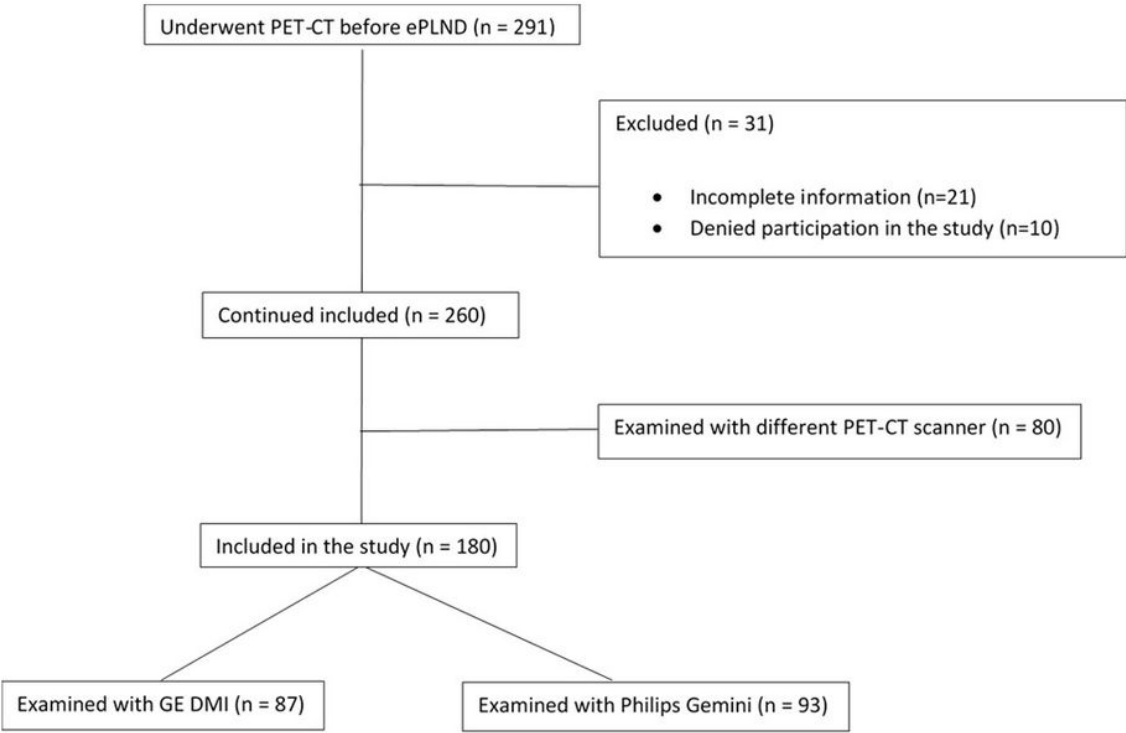 Underwent PET-CT before ePLND (n = 291)
Excluded (n = 31)
• Incomplete information (n=21)
• Denied participation in the study (n=10)
Continued included (n = 260)
Examined with different PET-CT scanner (n = 80)
Included in the study (n = 180)
Examined with GE DMI (n = 87)
Examined with Philips Gemini (n = 93)